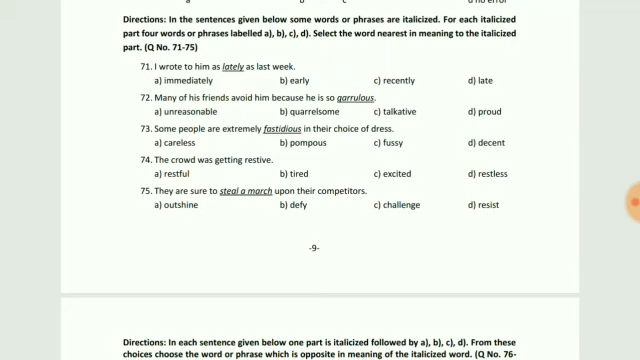 d no error
Directions: In the sentences given below some words or phrases are italicized. For each italicized
part four words or phrases labelled a), b), c), d). Select the word nearest in meaning to the italicized
part. (Q No. 71-75)
71. I wrote to him as lately as last week.
a) immediately b) early c) recently d) late
72. Many of his friends avoid him because he is so garrulous.
a) unreasonable b) quarrelsome c) talkative d) proud
73. Some people are extremely fastidious in their choice of dress.
a) careless b) pompous c) fussy d) decent
74. The crowd was getting restive.
a) restful b) tired c) excited d) restless
75. They are sure to steal a march upon their competitors.
a) outshine b) defy c) challenge d) resist
-9-
Directions: In each sentence given below one part is italicized followed by a), b), c), d). From these
choices choose the word or phrase which is opposite in meaning of the italicized word. (Q No. 76-